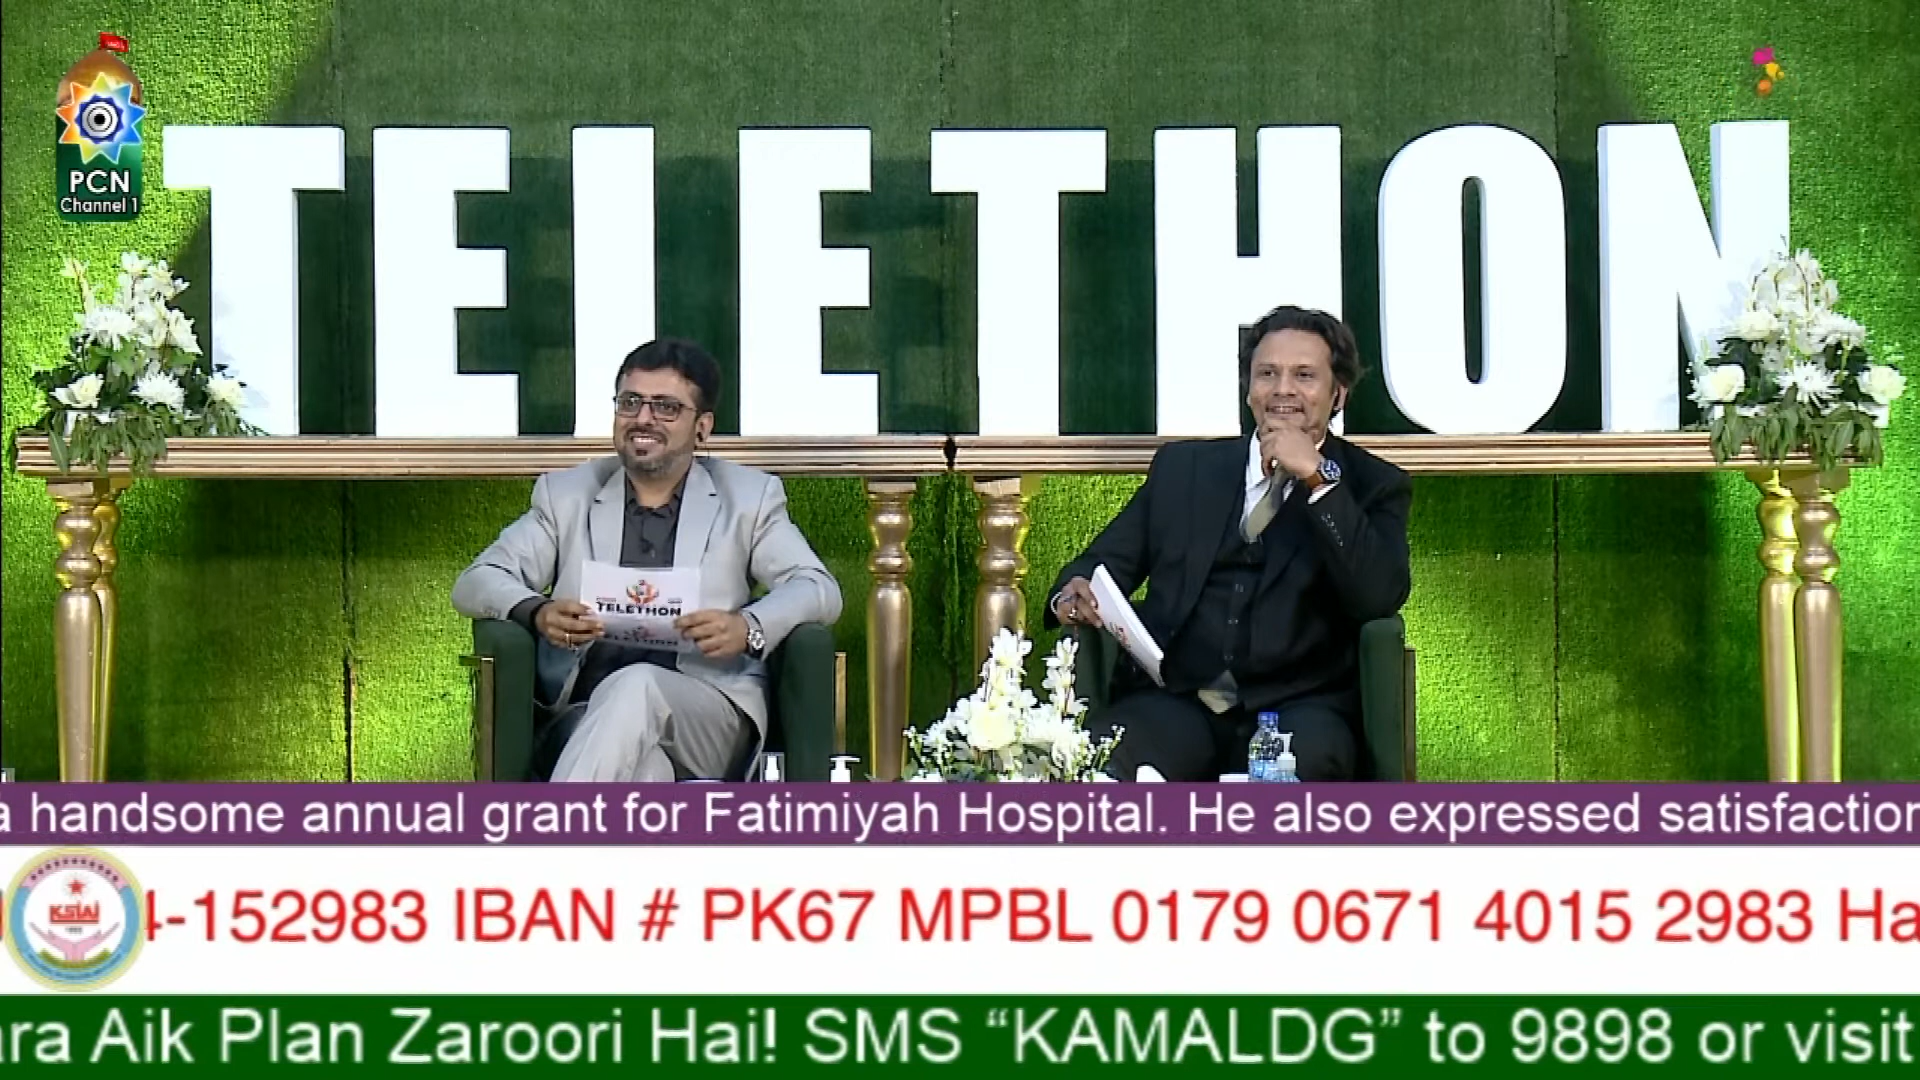 PCN
Channel 1
TELETHON
TELETHON
a handsome annual grant for Fatimiyah Hospital. He also expressed satisfaction
KSIAJ
4-152983 IBAN # PK67 MPBL 0179 0671 4015 2983 Ha
ara Aik Plan Zaroori Hai! SMS “KAMALDG” to 9898 or visit